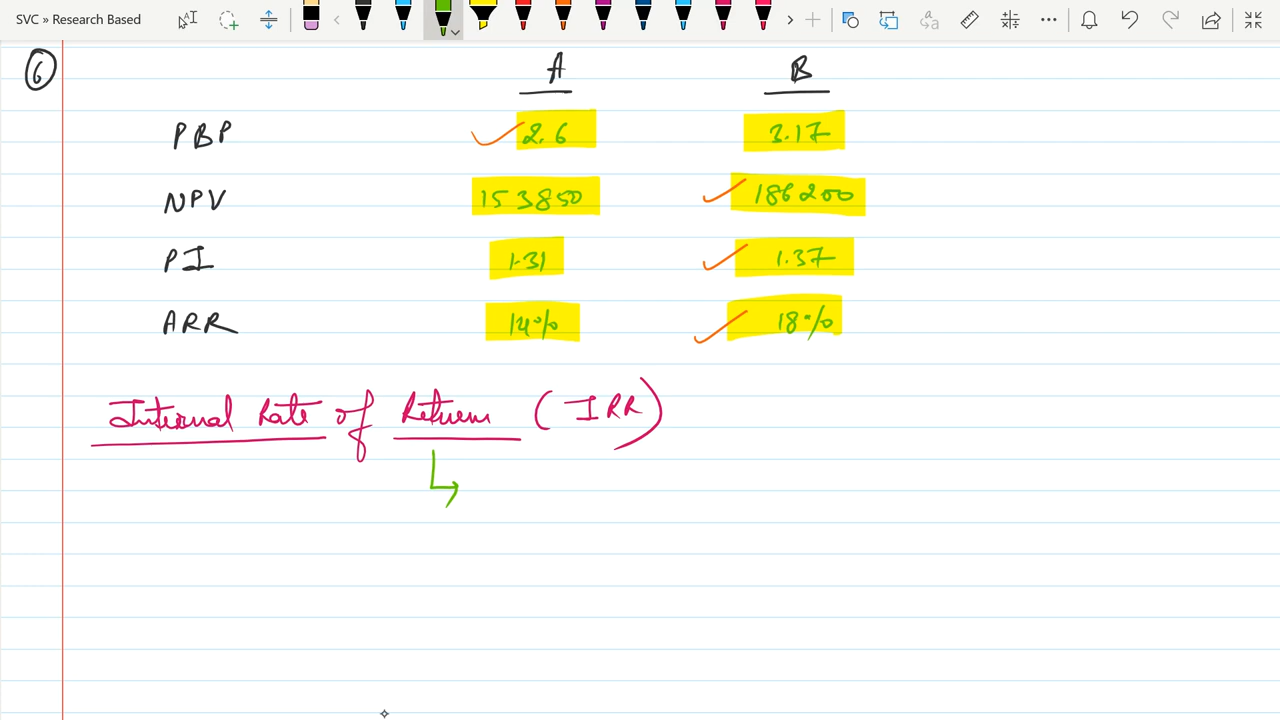 SVC » Research Based
6 A B
PBP 2.6 3.17
NPV 153850 186200
PI 1.31 1.37
ARR 14% 18%
Internal Rate of Return (IRR)